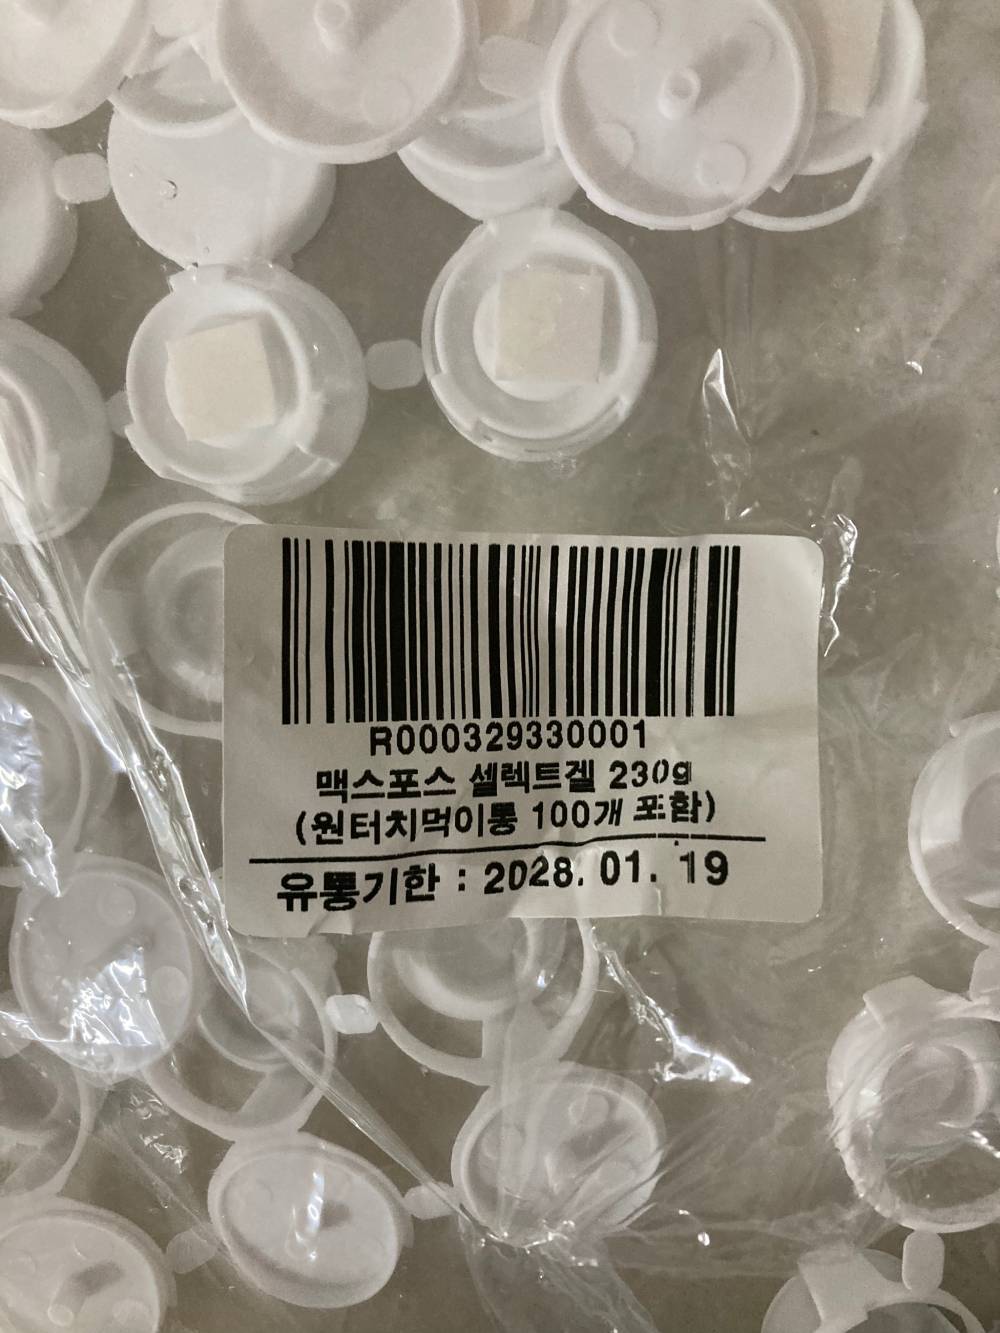 R000329330001
맥스포스 셀렉트겔 230g
(원터치먹이통 100개 포함)
유통기한 : 2028. 01. 19